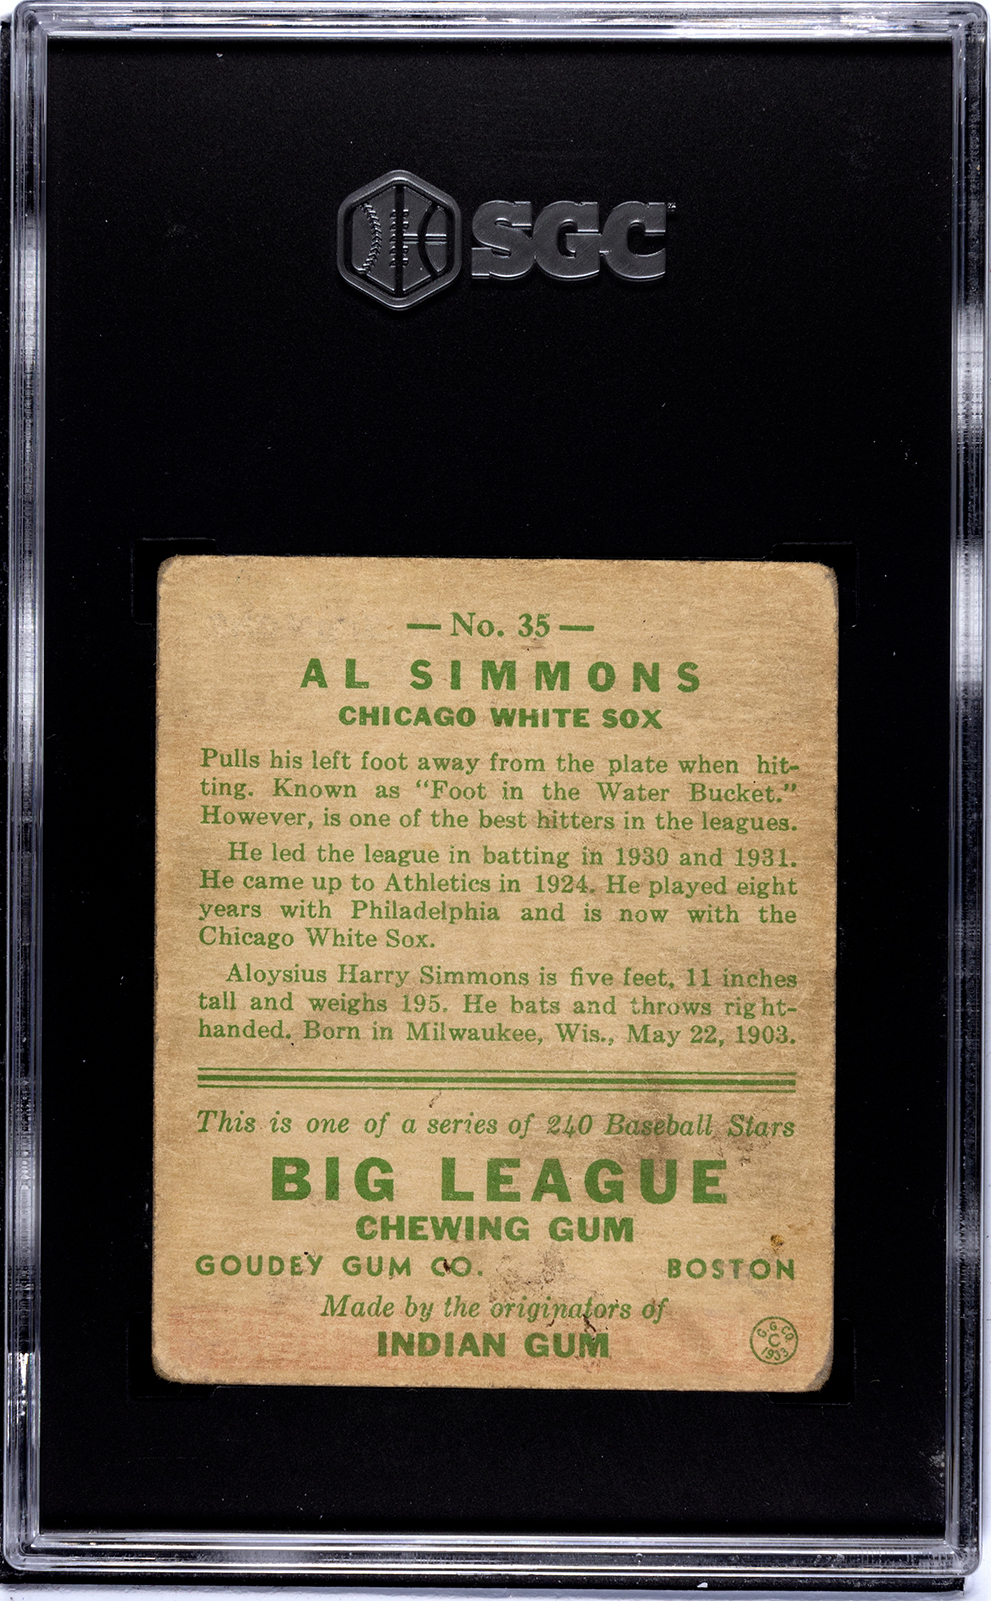 SGC
— No. 35 —
AL SIMMONS
CHICAGO WHITE SOX
Pulls his left foot away from the plate when hit-
ting. Known as "Foot in the Water Bucket."
However, is one of the best hitters in the leagues.
He led the league in batting in 1930 and 1931.
He came up to Athletics in 1924. He played eight
years with Philadelphia and is now with the
Chicago White Sox.
Aloysius Harry Simmons is five feet, 11 inches
tall and weighs 195. He bats and throws right-
handed. Born in Milwaukee, Wis., May 22, 1903.
This is one of a series of 240 Baseball Stars
BIG LEAGUE
CHEWING GUM
GOUDEY GUM CO. BOSTON
Made by the originators of
INDIAN GUM
G. G. CO.
C
1933